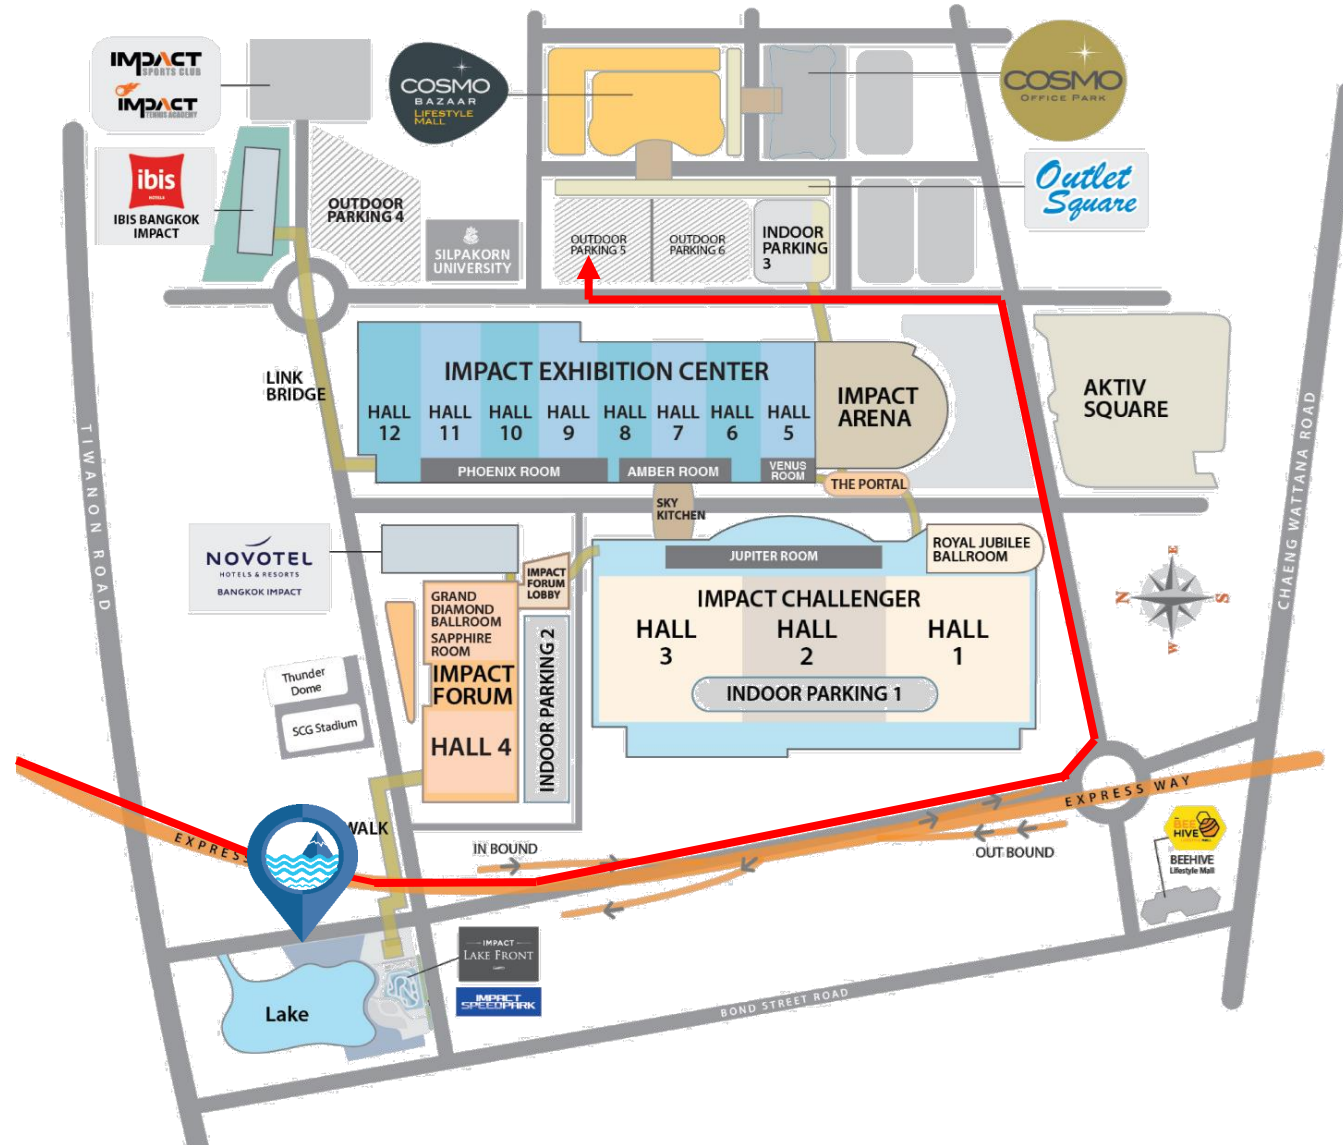 IMPACT
SPORTS CLUB
IMPACT
TENNIS ACADEMY
COSMO
BAZAAR
LIFESTYLE
MALL
COSMO
OFFICE PARK
ibis
HOTELS
IBIS BANGKOK
IMPACT
OUTDOOR
PARKING 4
SILPAKORN
UNIVERSITY
OUTDOOR
PARKING 5
OUTDOOR
PARKING 6
INDOOR
PARKING
3
Outlet
Square
LINK
BRIDGE
IMPACT EXHIBITION CENTER
HALL
12
HALL
11
HALL
10
HALL
9
HALL
8
HALL
7
HALL
6
HALL
5
PHOENIX ROOM
AMBER ROOM
VENUS
ROOM
IMPACT
ARENA
THE PORTAL
AKTIV
SQUARE
TIWANON ROAD
CHAENG WATTANA ROAD
SKY
KITCHEN
NOVOTEL
HOTELS & RESORTS
BANGKOK IMPACT
IMPACT
FORUM
LOBBY
GRAND
DIAMOND
BALLROOM
SAPPHIRE
ROOM
IMPACT
FORUM
HALL 4
INDOOR PARKING 2
JUPITER ROOM
ROYAL JUBILEE
BALLROOM
IMPACT CHALLENGER
HALL
3
HALL
2
HALL
1
INDOOR PARKING 1
E
N
S
W
Thunder
Dome
SCG Stadium
EXPRESS
WALK
IN BOUND
OUT BOUND
EXPRESS WAY
BEE
HIVE
BEEHIVE
Lifestyle Mall
IMPACT
LAKE FRONT
IMPACT
SPEEDPARK
Lake
BOND STREET ROAD